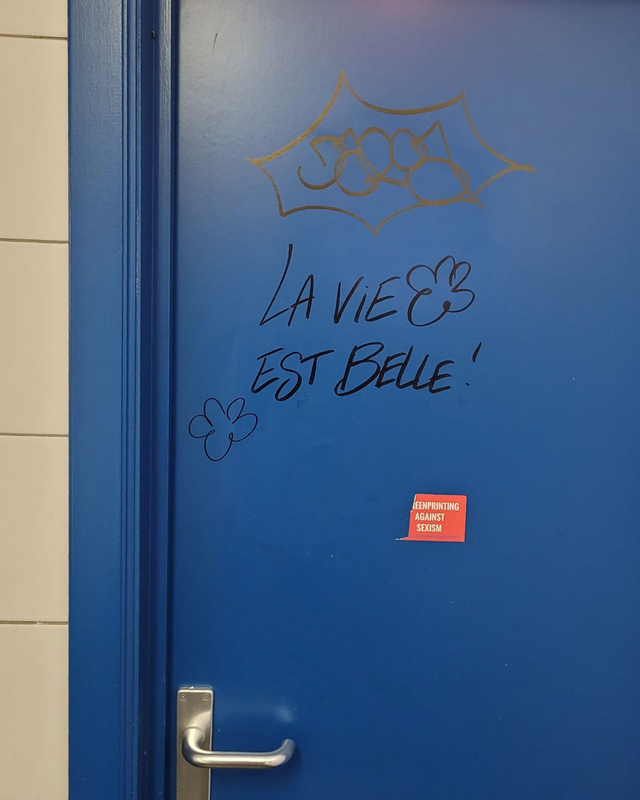 LA ViE
EST BELLE!
REENPRINTING
AGAINST
SEXISM